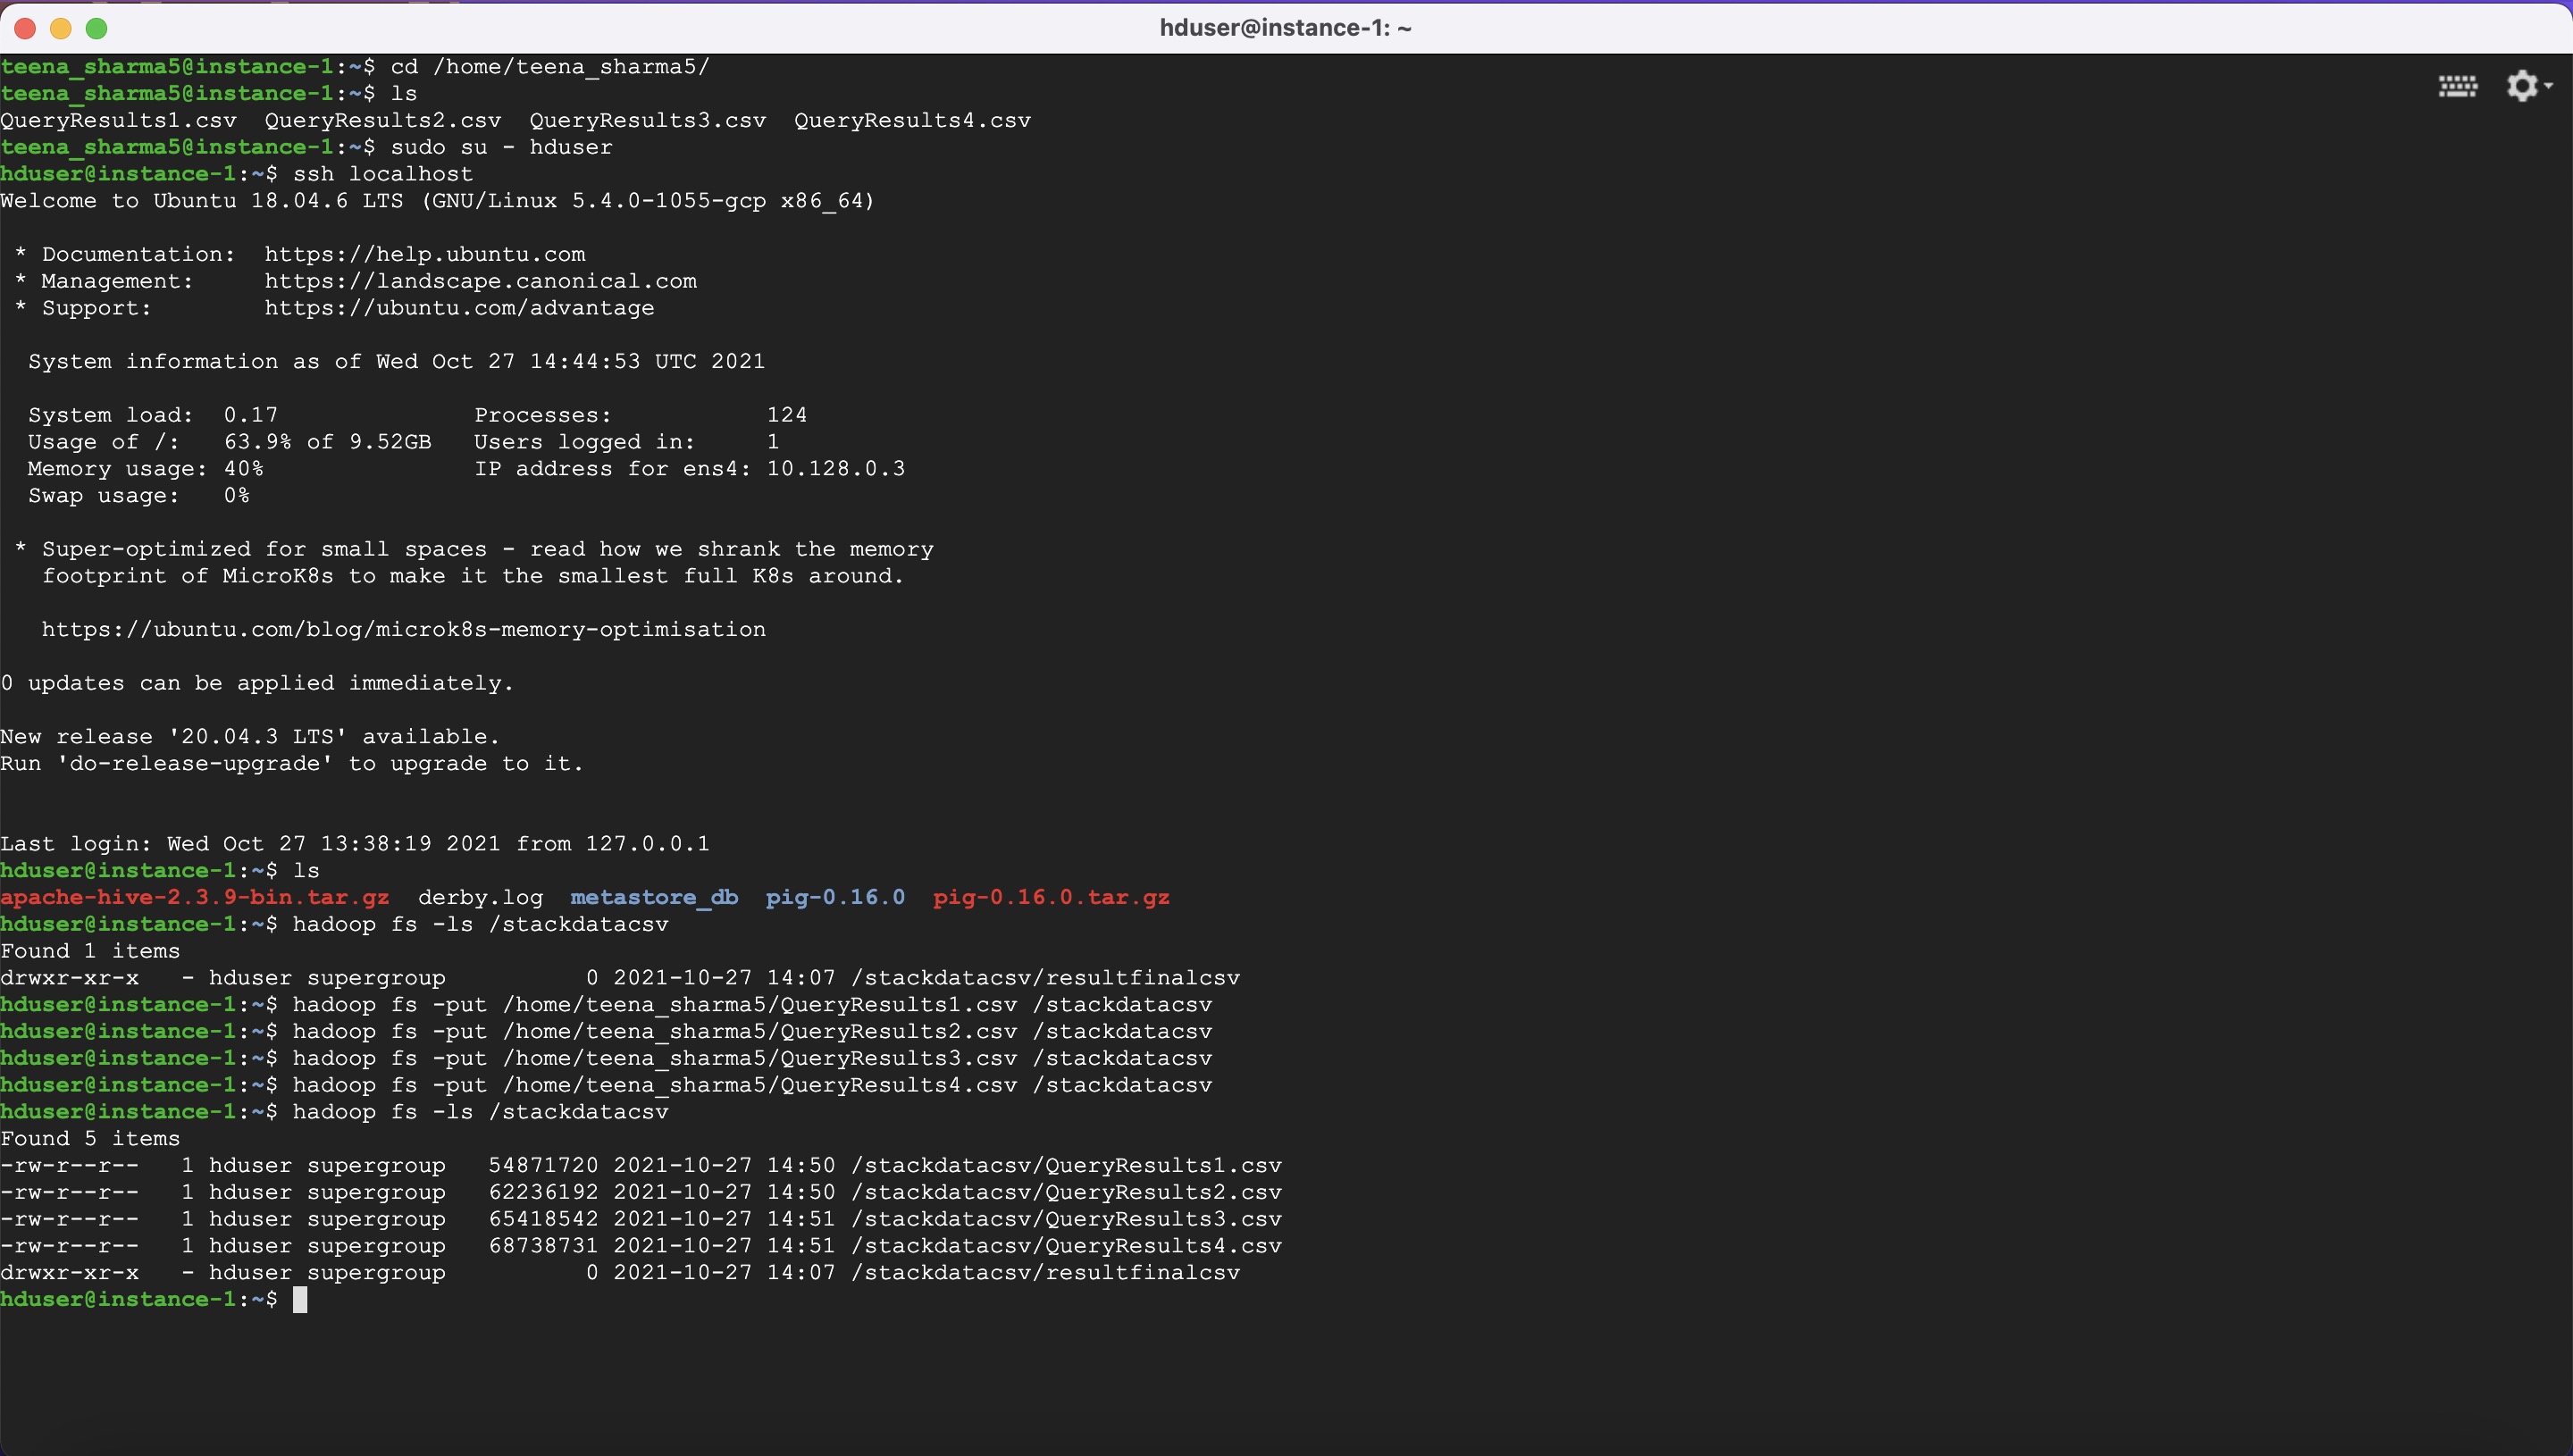 hduser@instance-1: ~
teena_sharma5@instance-1:~$ cd /home/teena_sharma5/
teena_sharma5@instance-1:~$ ls
QueryResults1.csv  QueryResults2.csv  QueryResults3.csv  QueryResults4.csv
teena_sharma5@instance-1:~$ sudo su - hduser
hduser@instance-1:~$ ssh localhost
Welcome to Ubuntu 18.04.6 LTS (GNU/Linux 5.4.0-1055-gcp x86_64)
 * Documentation:  https://help.ubuntu.com
 * Management:     https://landscape.canonical.com
 * Support:        https://ubuntu.com/advantage
  System information as of Wed Oct 27 14:44:53 UTC 2021
  System load:  0.17              Processes:           124
  Usage of /:   63.9% of 9.52GB   Users logged in:     1
  Memory usage: 40%               IP address for ens4: 10.128.0.3
  Swap usage:   0%
 * Super-optimized for small spaces - read how we shrank the memory
   footprint of MicroK8s to make it the smallest full K8s around.
   https://ubuntu.com/blog/microk8s-memory-optimisation
0 updates can be applied immediately.
New release '20.04.3 LTS' available.
Run 'do-release-upgrade' to upgrade to it.
Last login: Wed Oct 27 13:38:19 2021 from 127.0.0.1
hduser@instance-1:~$ ls
apache-hive-2.3.9-bin.tar.gz  derby.log  metastore_db  pig-0.16.0  pig-0.16.0.tar.gz
hduser@instance-1:~$ hadoop fs -ls /stackdatacsv
Found 1 items
drwxr-xr-x   - hduser supergroup          0 2021-10-27 14:07 /stackdatacsv/resultfinalcsv
hduser@instance-1:~$ hadoop fs -put /home/teena_sharma5/QueryResults1.csv /stackdatacsv
hduser@instance-1:~$ hadoop fs -put /home/teena_sharma5/QueryResults2.csv /stackdatacsv
hduser@instance-1:~$ hadoop fs -put /home/teena_sharma5/QueryResults3.csv /stackdatacsv
hduser@instance-1:~$ hadoop fs -put /home/teena_sharma5/QueryResults4.csv /stackdatacsv
hduser@instance-1:~$ hadoop fs -ls /stackdatacsv
Found 5 items
-rw-r--r--   1 hduser supergroup   54871720 2021-10-27 14:50 /stackdatacsv/QueryResults1.csv
-rw-r--r--   1 hduser supergroup   62236192 2021-10-27 14:50 /stackdatacsv/QueryResults2.csv
-rw-r--r--   1 hduser supergroup   65418542 2021-10-27 14:51 /stackdatacsv/QueryResults3.csv
-rw-r--r--   1 hduser supergroup   68738731 2021-10-27 14:51 /stackdatacsv/QueryResults4.csv
drwxr-xr-x   - hduser supergroup          0 2021-10-27 14:07 /stackdatacsv/resultfinalcsv
hduser@instance-1:~$